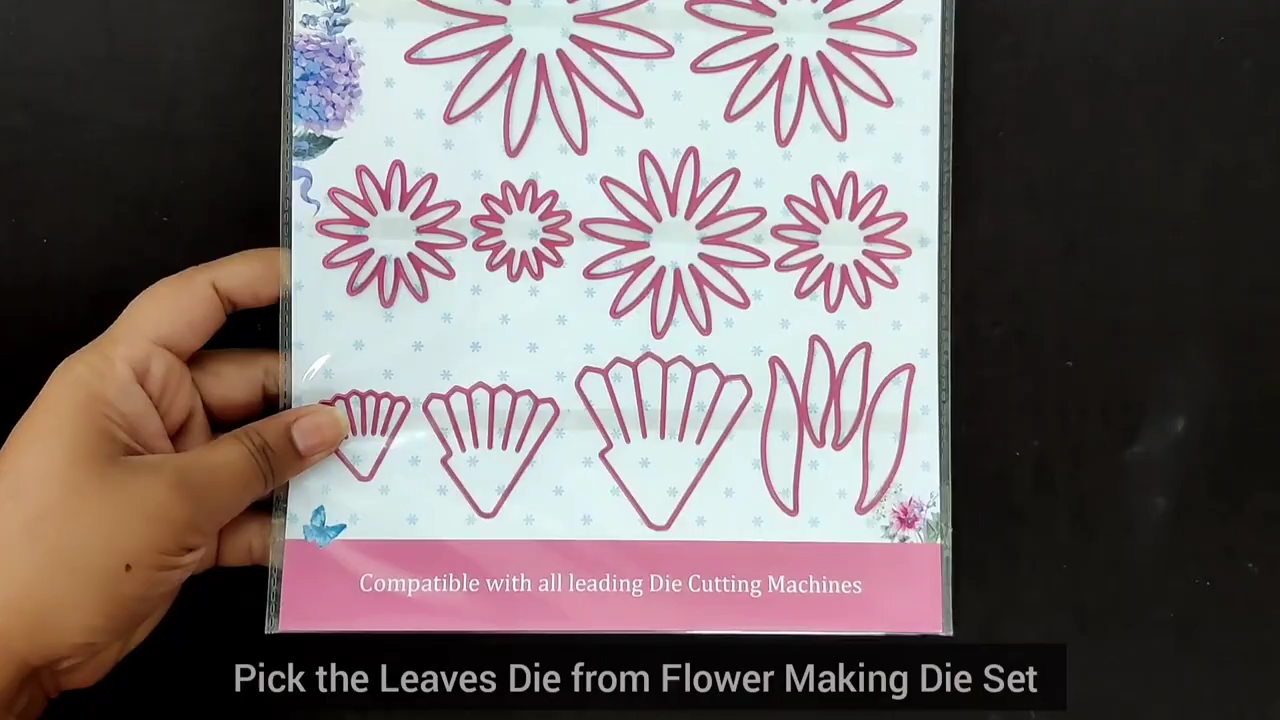 Compatible with all leading Die Cutting Machines
Pick the Leaves Die from Flower Making Die Set